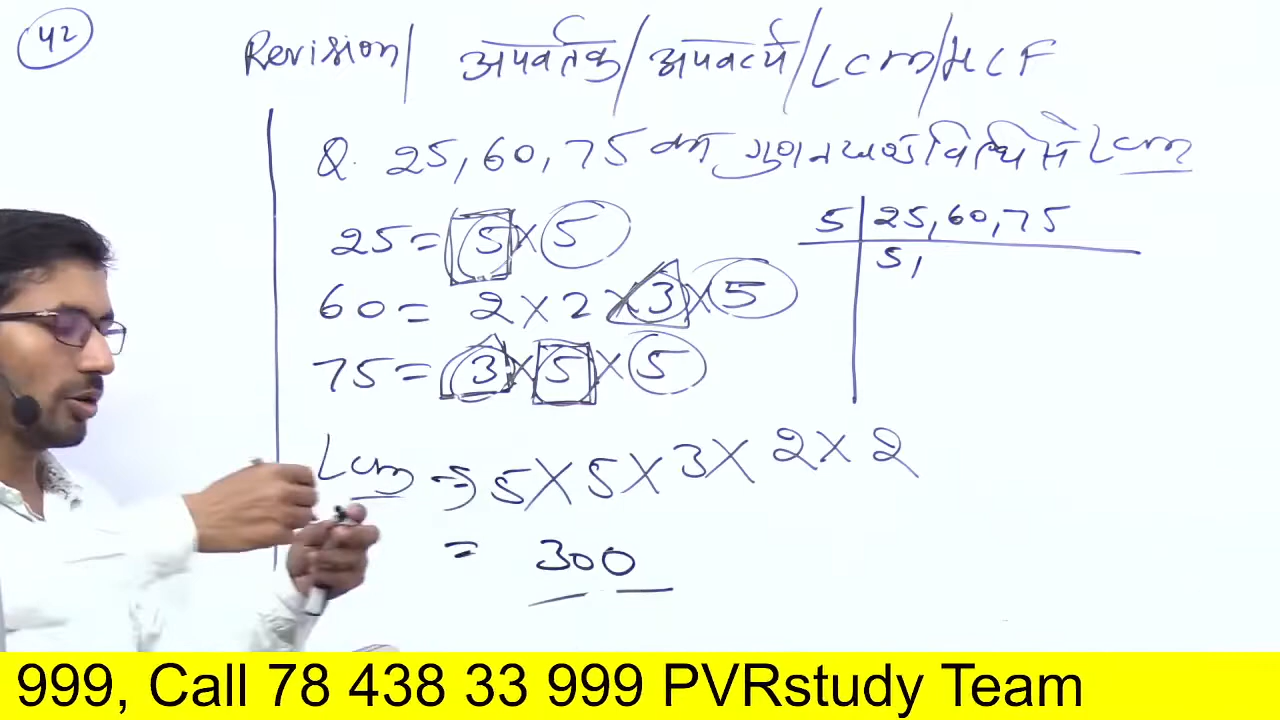 42
Revision/ अपवर्तक/ अपवर्त्य/ Lcm/ HCF
Q. 25, 60, 75 का गुणनखण्ड विधि से Lcm
25 = 5 × 5
60 = 2 × 2 × 3 × 5
75 = 3 × 5 × 5
Lcm ⇒ 5 × 5 × 3 × 2 × 2
= 300
5 | 25, 60, 75
5,
999, Call 78 438 33 999 PVRstudy Team